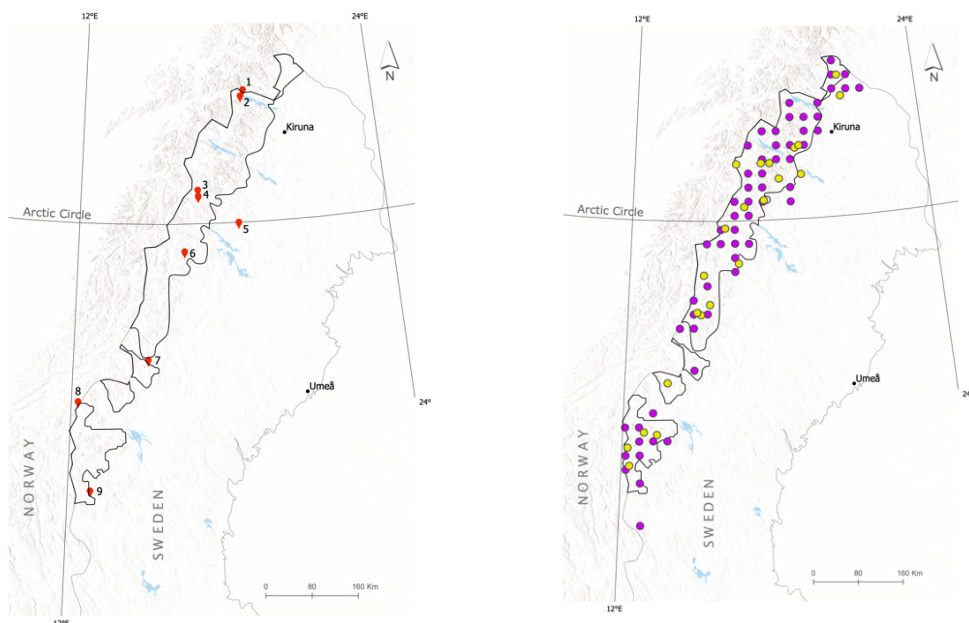 12°E
24°E
N
1
2
Kiruna
3
4
Arctic Circle
5
6
7
Umeå
8
24°
9
NORWAY
SWEDEN
0 80 160 Km
12°E
12°E
24°E
N
Kiruna
Arctic Circle
Umeå
24
NORWAY
SWEDEN
0 80 160 Km
12°E